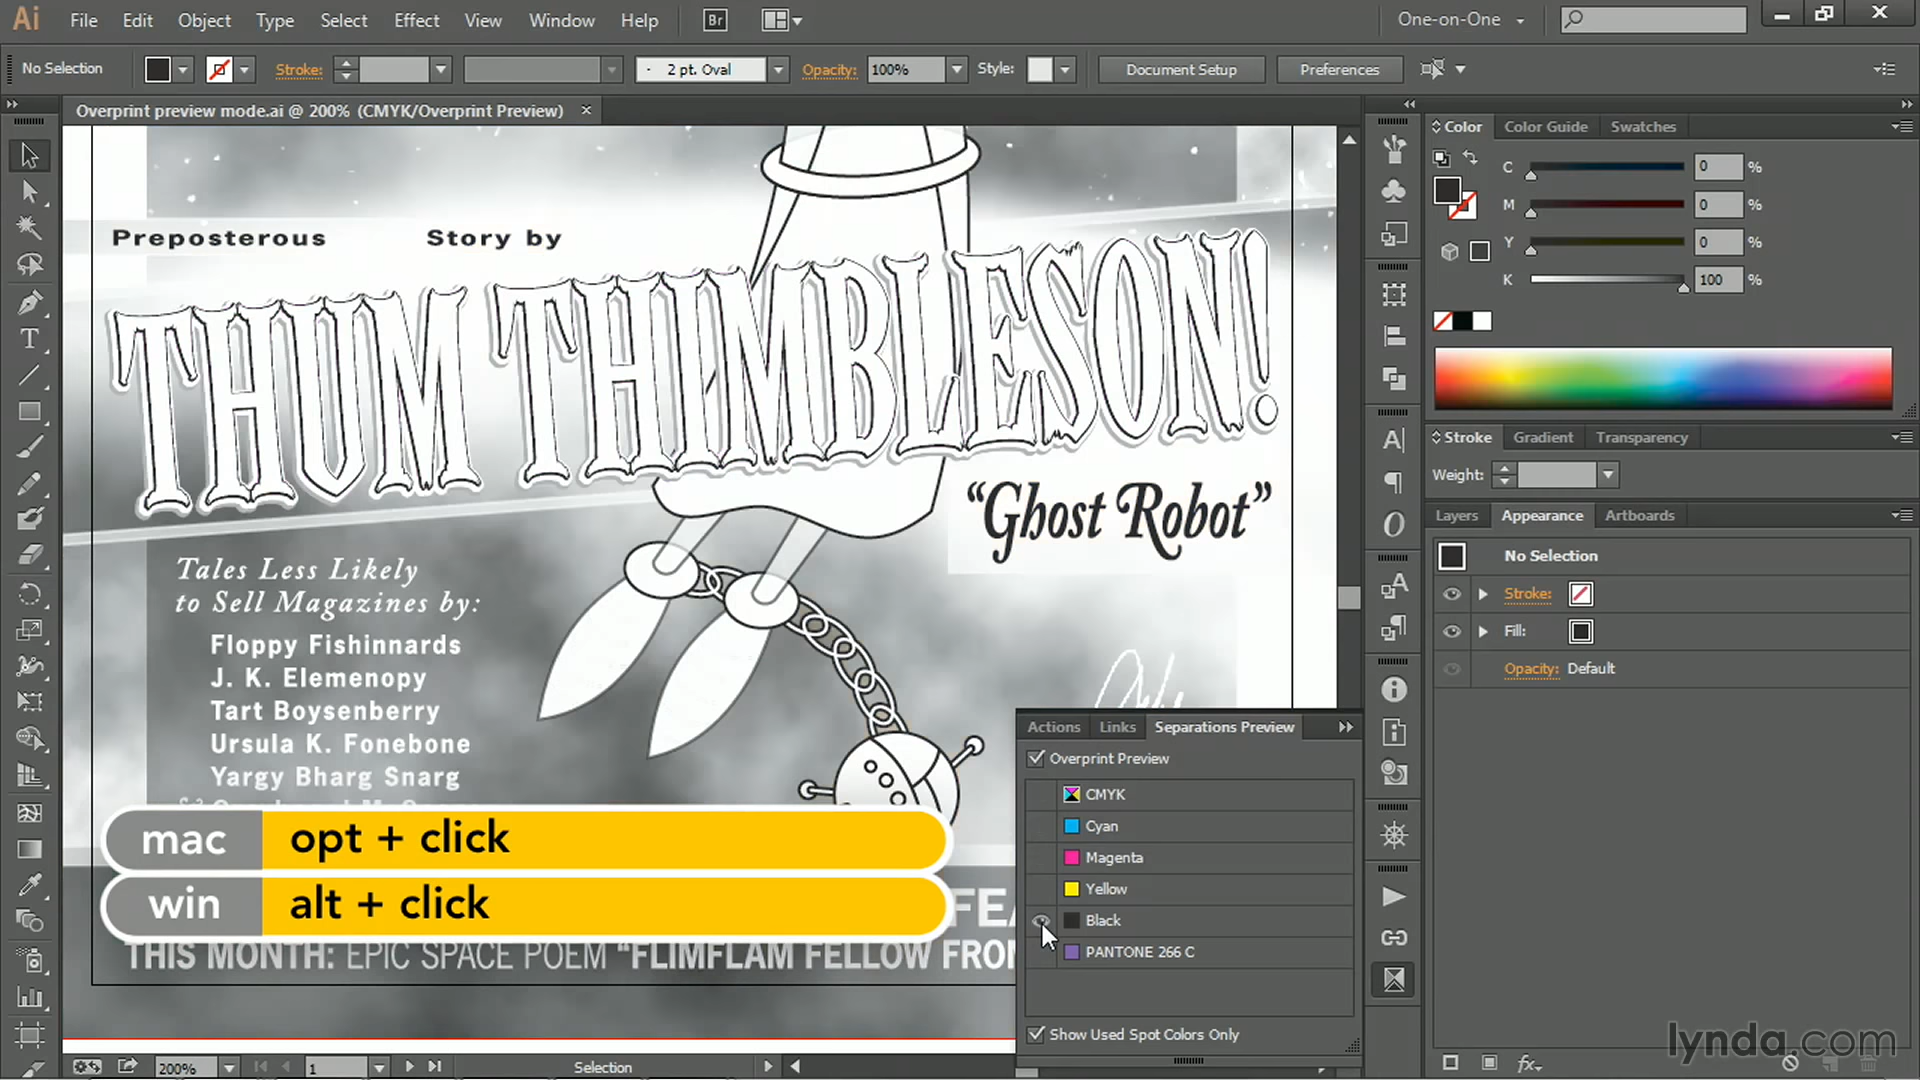 Ai File Edit Object Type Select Effect View Window Help Br One-on-One
No Selection Stroke: 2 pt. Oval Opacity: 100% Style: Document Setup Preferences
Overprint preview mode.ai @ 200% (CMYK/Overprint Preview) ×
Preposterous Story by
THUM THIMBLESON!
“Ghost Robot”
Tales Less Likely
to Sell Magazines by:
Floppy Fishinnards
J. K. Elemenopy
Tart Boysenberry
Ursula K. Fonebone
Yargy Bharg Snarg
mac opt + click
win alt + click
THIS MONTH: EPIC SPACE POEM “FLIMFLAM FELLOW FROM
Actions Links Separations Preview
Overprint Preview
CMYK
Cyan
Magenta
Yellow
Black
PANTONE 266 C
Show Used Spot Colors Only
Color Color Guide Swatches
C 0 %
M 0 %
Y 0 %
K 100 %
Stroke Gradient Transparency
Weight:
Layers Appearance Artboards
No Selection
Stroke:
Fill:
Opacity: Default
200% 1 Selection
fx
lynda.com